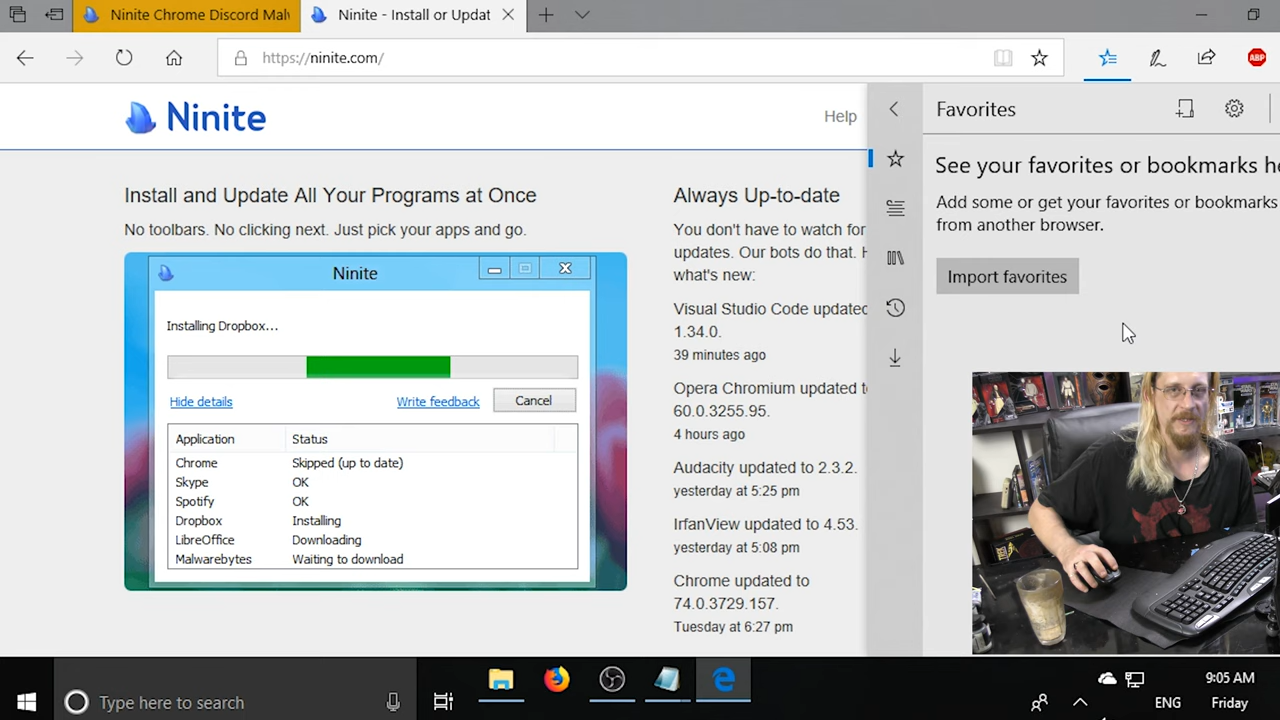 Ninite Chrome Discord Mal
Ninite - Install or Updat
https://ninite.com/
ABP
Ninite
Help
Favorites
Install and Update All Your Programs at Once
No toolbars. No clicking next. Just pick your apps and go.
Ninite
Installing Dropbox...
Hide details
Write feedback
Cancel
Application Status
Chrome Skipped (up to date)
Skype OK
Spotify OK
Dropbox Installing
LibreOffice Downloading
Malwarebytes Waiting to download
Always Up-to-date
You don't have to watch for
updates. Our bots do that. H
what's new:
Visual Studio Code updated
1.34.0.
39 minutes ago
Opera Chromium updated t
60.0.3255.95.
4 hours ago
Audacity updated to 2.3.2.
yesterday at 5:25 pm
IrfanView updated to 4.53.
yesterday at 5:08 pm
Chrome updated to
74.0.3729.157.
Tuesday at 6:27 pm
See your favorites or bookmarks he
Add some or get your favorites or bookmarks
from another browser.
Import favorites
Type here to search
ENG
9:05 AM
Friday